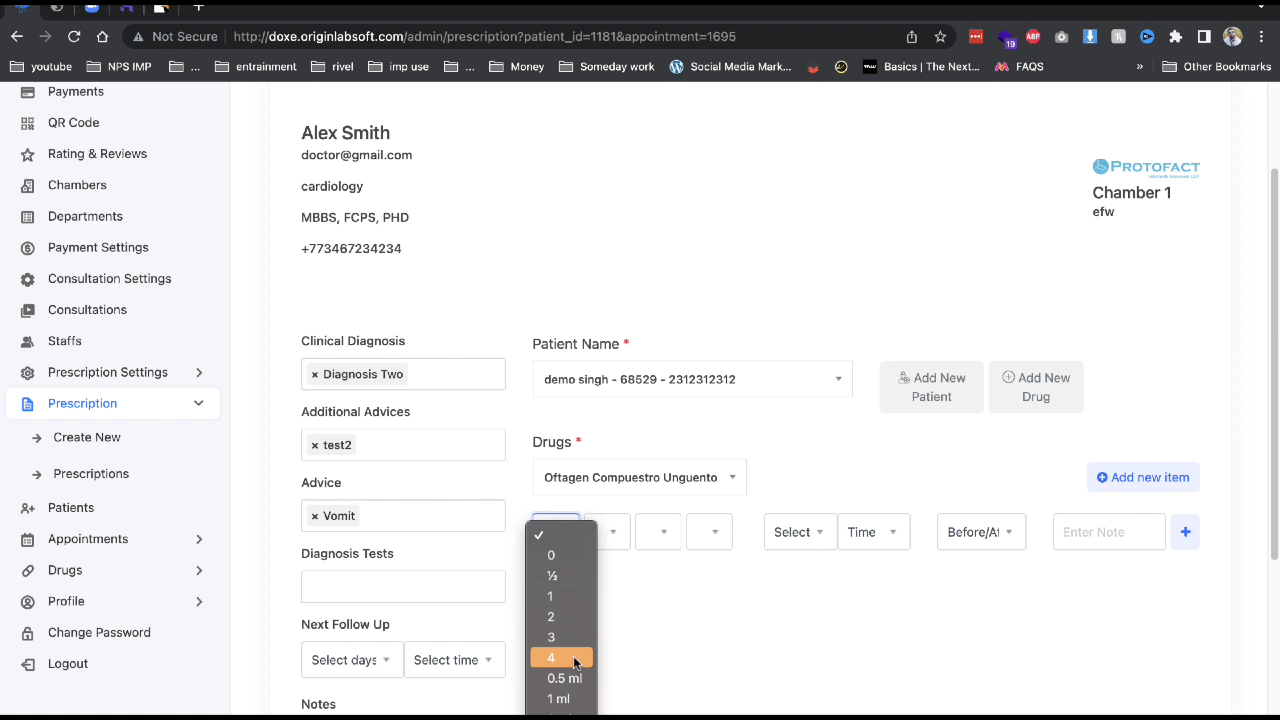 Not Secure http://doxe.originlabsoft.com/admin/prescription?patient_id=1181&appointment=1695
19 ABP
youtube NPS IMP ... entrainment rivel imp use ... Money Someday work Social Media Mark... Basics | The Next... FAQS » Other Bookmarks
Payments
QR Code
Rating & Reviews
Chambers
Departments
Payment Settings
Consultation Settings
Consultations
Staffs
Prescription Settings
Prescription
Create New
Prescriptions
Patients
Appointments
Drugs
Profile
Change Password
Logout
Alex Smith
doctor@gmail.com
cardiology
MBBS, FCPS, PHD
+773467234234
PROTOFACT
Chamber 1
efw
Clinical Diagnosis
× Diagnosis Two
Additional Advices
× test2
Advice
× Vomit
Diagnosis Tests
Next Follow Up
Select days Select time
Notes
Patient Name *
demo singh - 68529 - 2312312312
Add New
Patient
Add New
Drug
Drugs *
Oftagen Compuestro Unguento
Add new item
Select Time Before/Af Enter Note +
✓
0
½
1
2
3
4
0.5 ml
1 ml